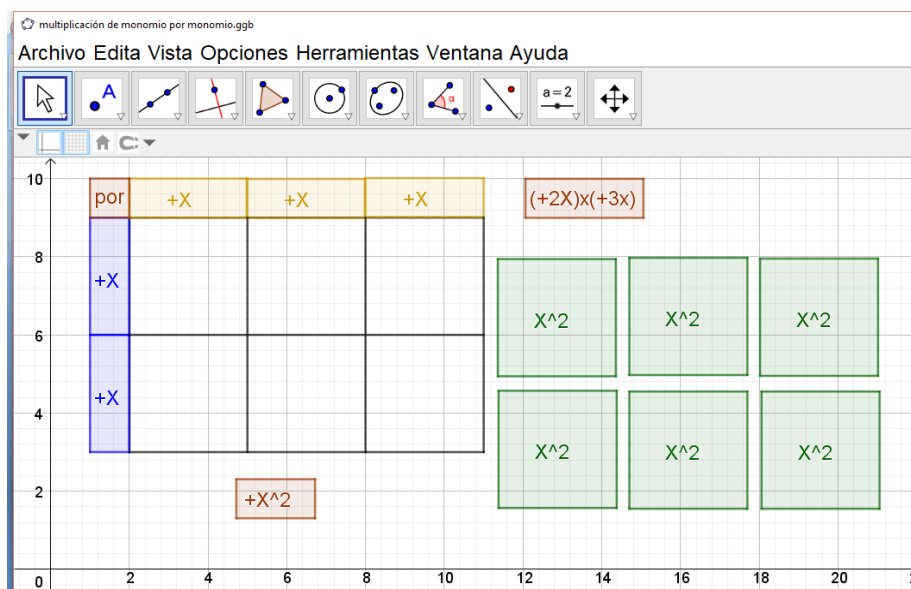 multiplicación de monomio por monomio.ggb
Archivo Edita Vista Opciones Herramientas Ventana Ayuda
A
α
a=2
10
por
+X
+X
+X
(+2X)x(+3x)
8
+X
6
X^2
X^2
X^2
4
+X
X^2
X^2
X^2
2
+X^2
0
2
4
6
8
10
12
14
16
18
20